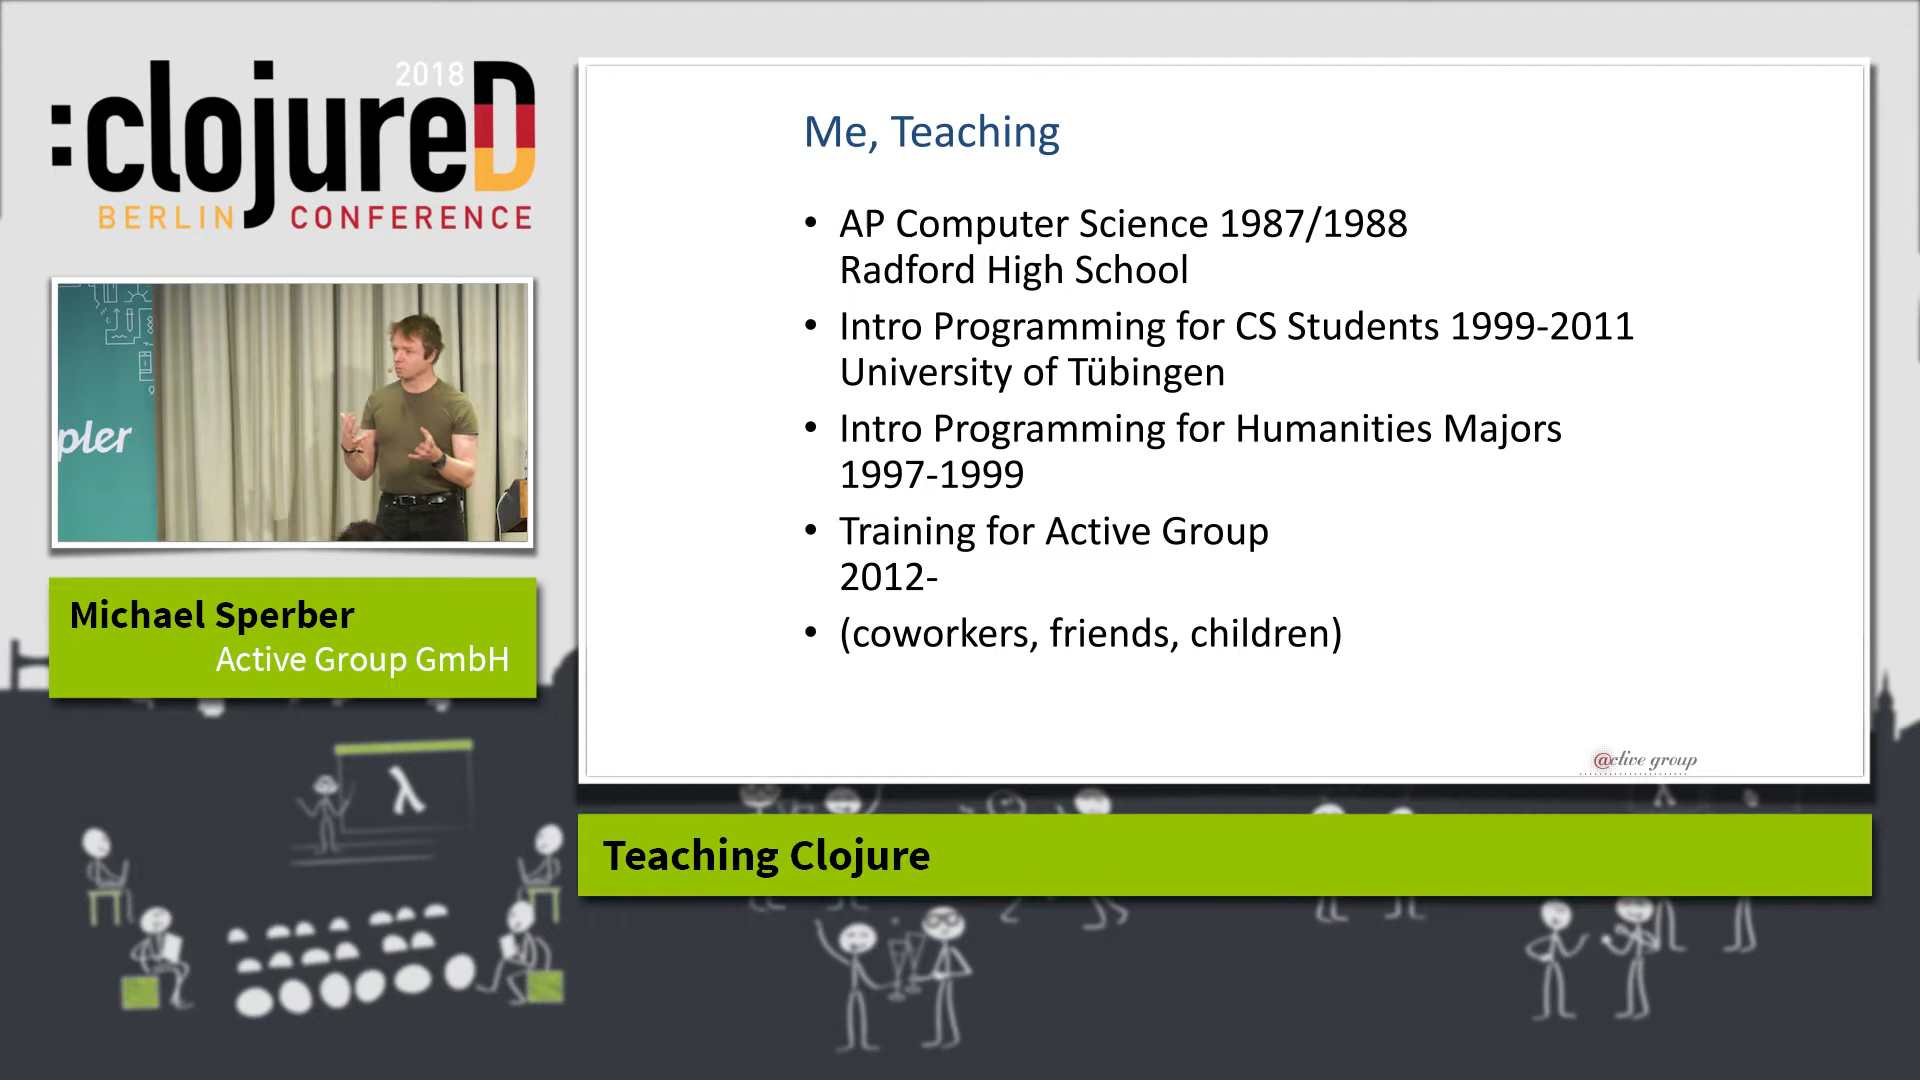 2018
:clojureD
BERLIN CONFERENCE
pler
Michael Sperber
Active Group GmbH
Me, Teaching
• AP Computer Science 1987/1988
Radford High School
• Intro Programming for CS Students 1999-2011
University of Tübingen
• Intro Programming for Humanities Majors
1997-1999
• Training for Active Group
2012-
• (coworkers, friends, children)
@ctive group
Teaching Clojure
λ